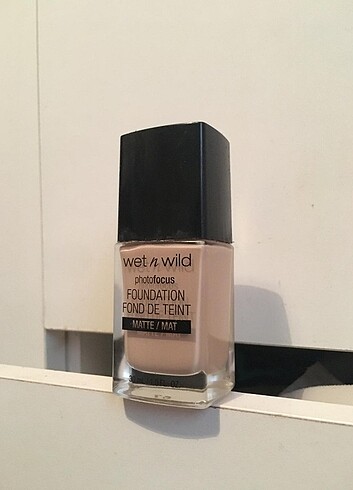 wet n wild
photofocus
FOUNDATION
FOND DE TEINT
MATTE / MAT